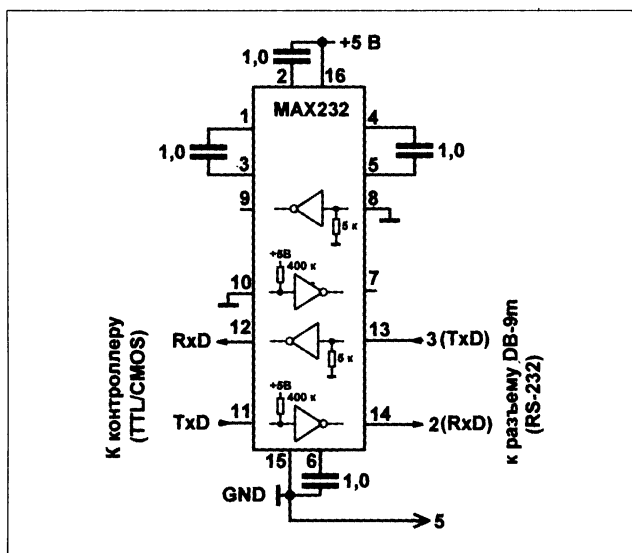 +5 В
1,0
2 16
MAX232
1 4
1,0 1,0
3 5
9 8
5 к
+5В
400 к
10 7
RxD 12 13 3 (TxD)
5 к
+5В
400 к
TxD 11 14 2 (RxD)
15 6
1,0
GND
5
К контроллеру
(TTL/CMOS)
к разъему DB-9m
(RS-232)